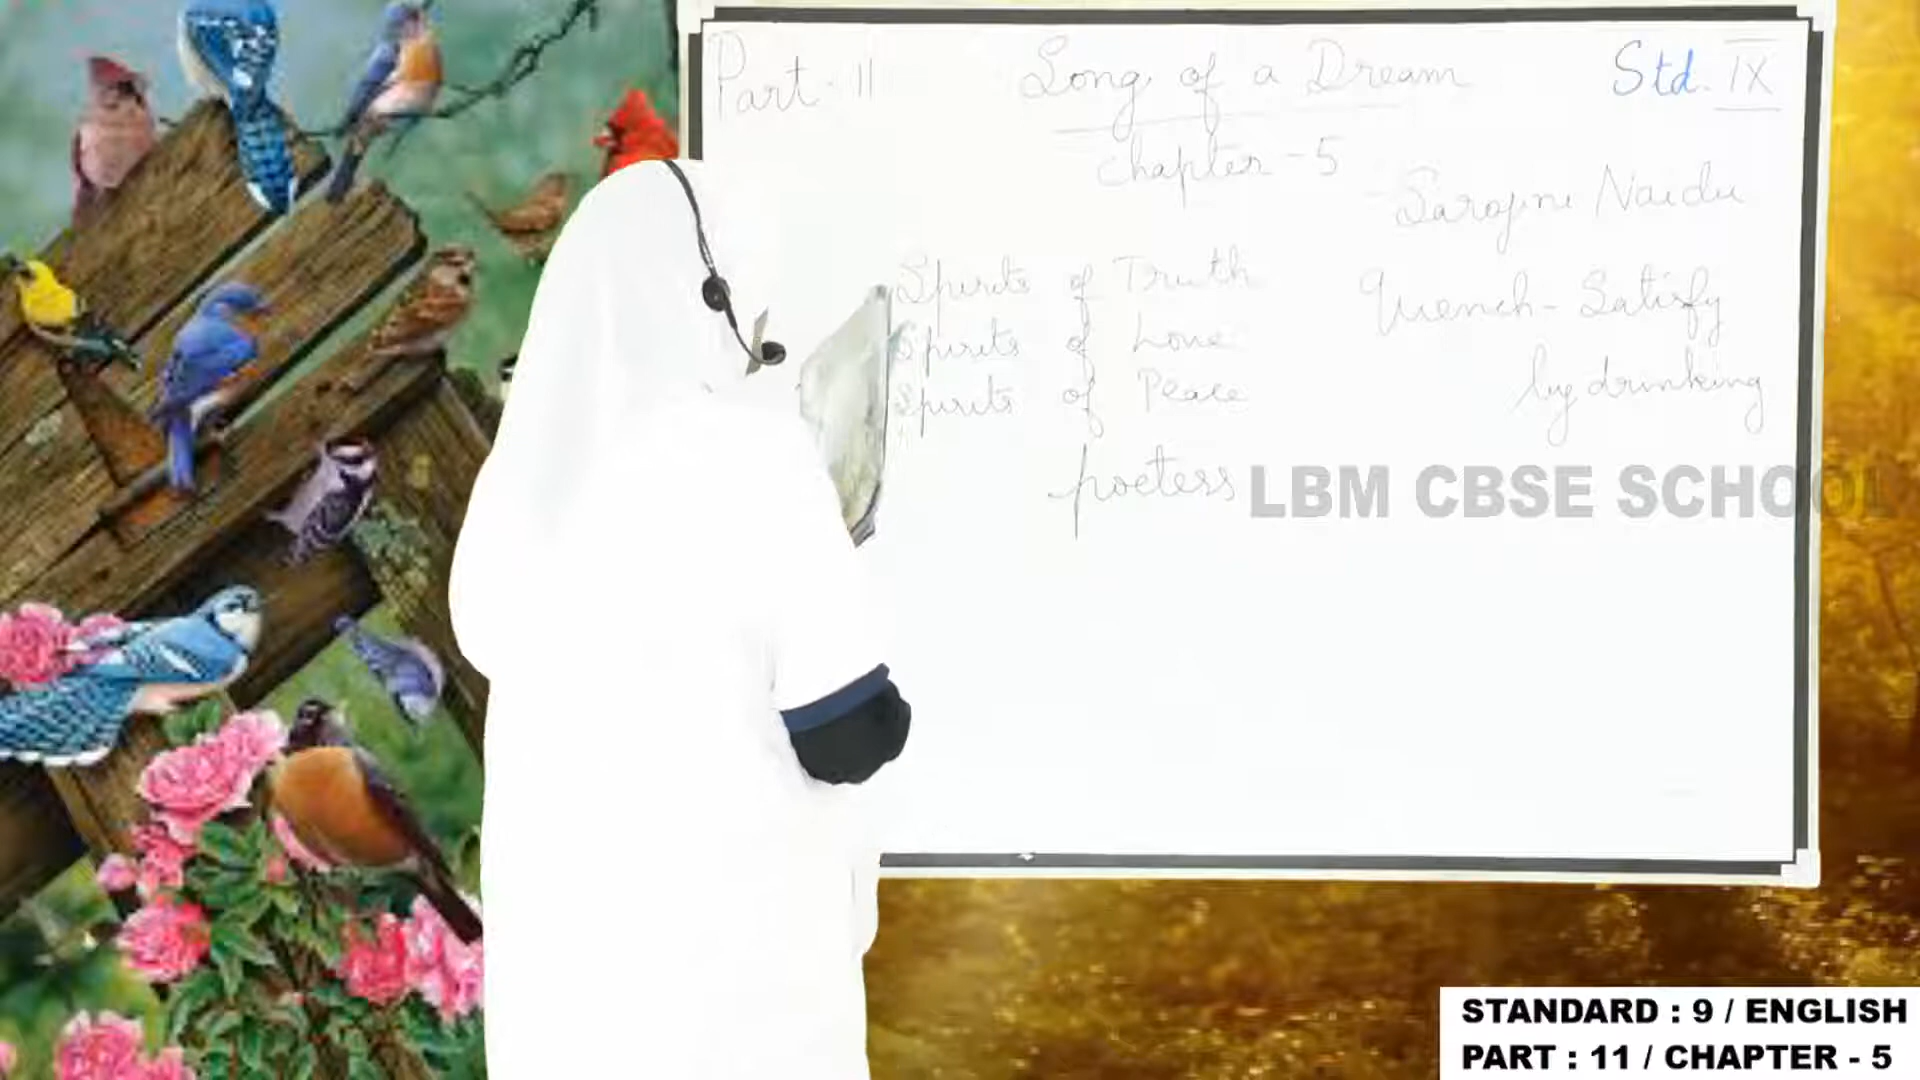 Part-11 Song of a Dream Std. IX
Chapter-5
- Sarojini Naidu
Spirits of Truth
Spirits of Love
Spirits of Peace
Quench - Satisfy
by drinking
poetess
LBM CBSE SCHOOL
STANDARD : 9 / ENGLISH
PART : 11 / CHAPTER - 5